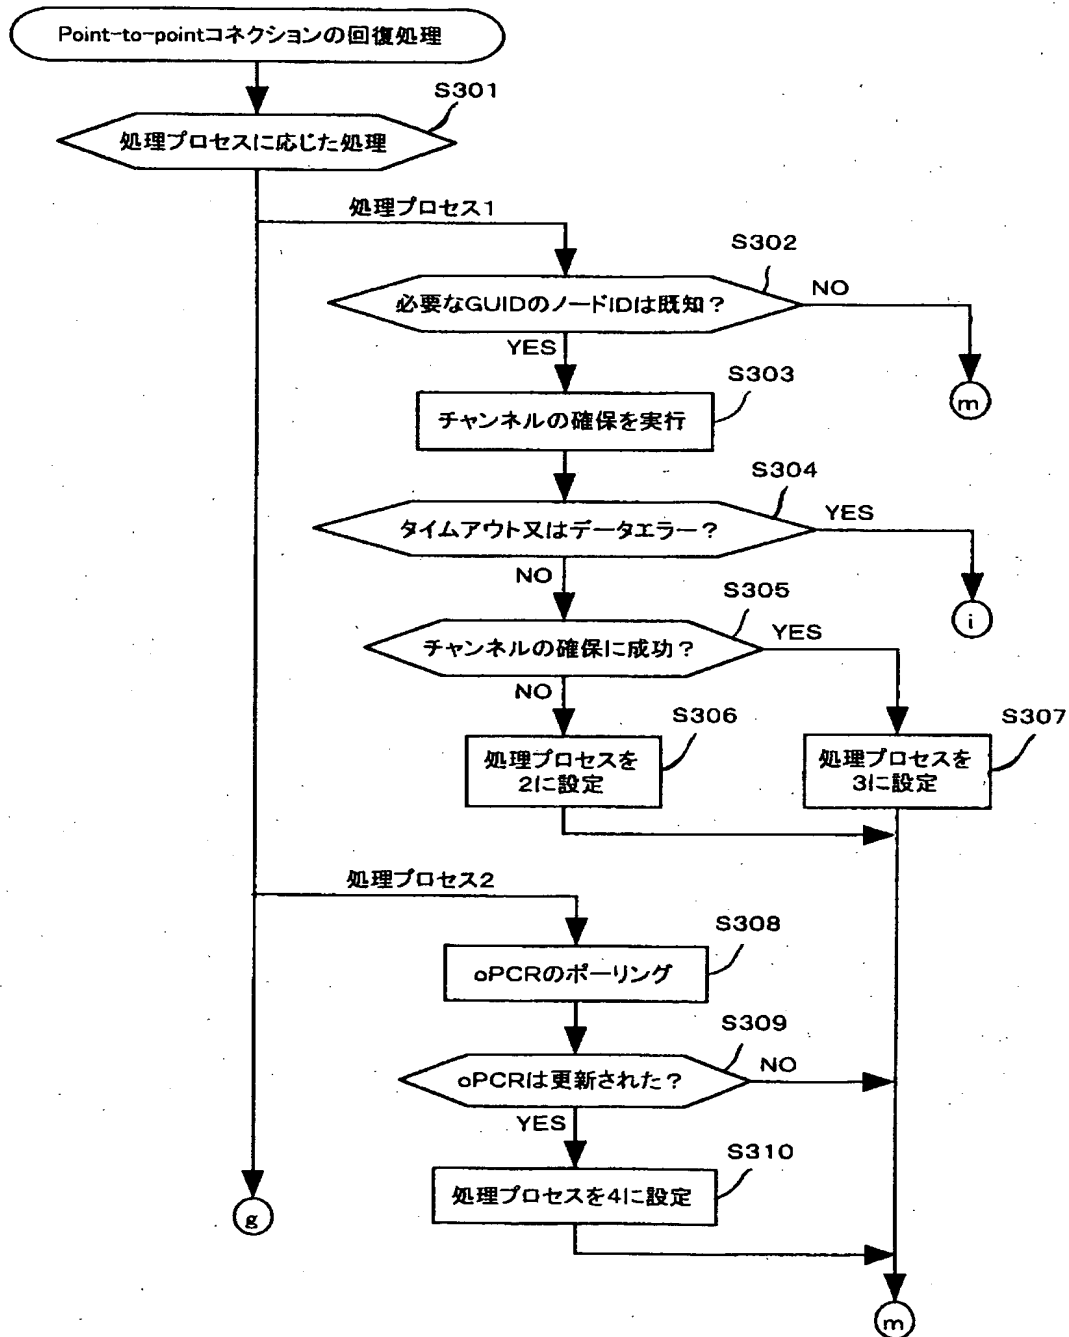 Point-to-pointコネクションの回復処理
S301
処理プロセスに応じた処理
処理プロセス1
S302
必要なGUIDのノードIDは既知？
NO
YES
m
S303
チャンネルの確保を実行
S304
タイムアウト又はデータエラー？
YES
NO
i
S305
チャンネルの確保に成功？
YES
NO
S306
処理プロセスを
2に設定
S307
処理プロセスを
3に設定
処理プロセス2
S308
oPCRのポーリング
S309
oPCRは更新された？
NO
YES
S310
処理プロセスを4に設定
g
m